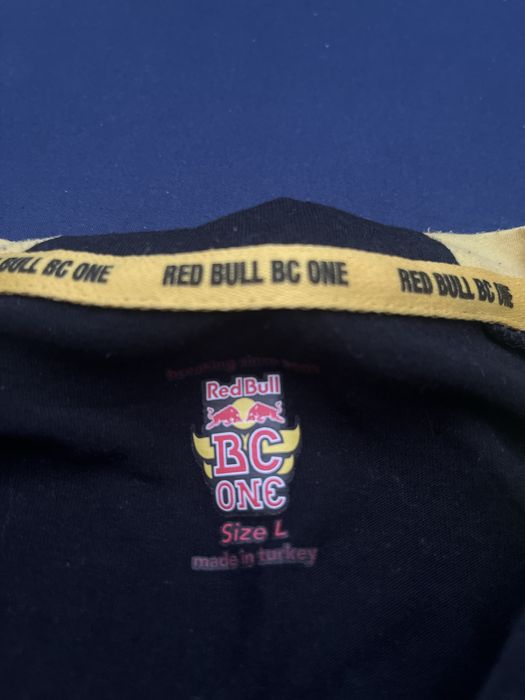 BULL BC ONE RED BULL BC ONE RED BULL BC ONE
breaking since 2004
Red Bull
BC
ONE
Size L
made in turkey